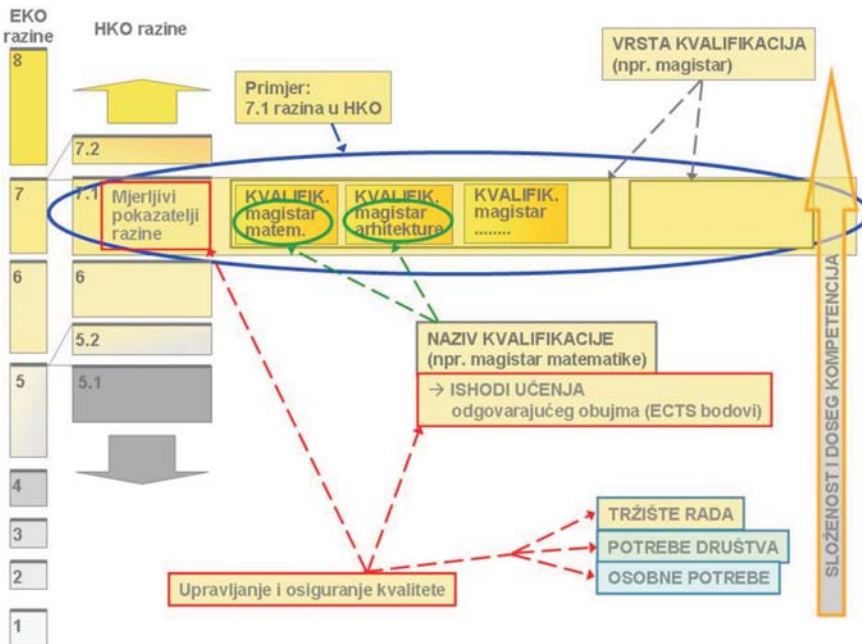 EKO
razine
HKO razine
8
Primjer:
7.1 razina u HKO
VRSTA KVALIFIKACIJA
(npr. magistar)
7.2
7
7.1
Mjerljivi
pokazatelji
razine
KVALIFIK.
magistar
matem.
KVALIFIK.
magistar
arhitekture
KVALIFIK.
magistar
........
6
6
5.2
5
5.1
NAZIV KVALIFIKACIJE
(npr. magistar matematike)
→ ISHODI UČENJA
odgovarajućeg obujma (ECTS bodovi)
4
3
2
1
Upravljanje i osiguranje kvalitete
TRŽIŠTE RADA
POTREBE DRUŠTVA
OSOBNE POTREBE
SLOŽENOST I DOSEG KOMPETENCIJA